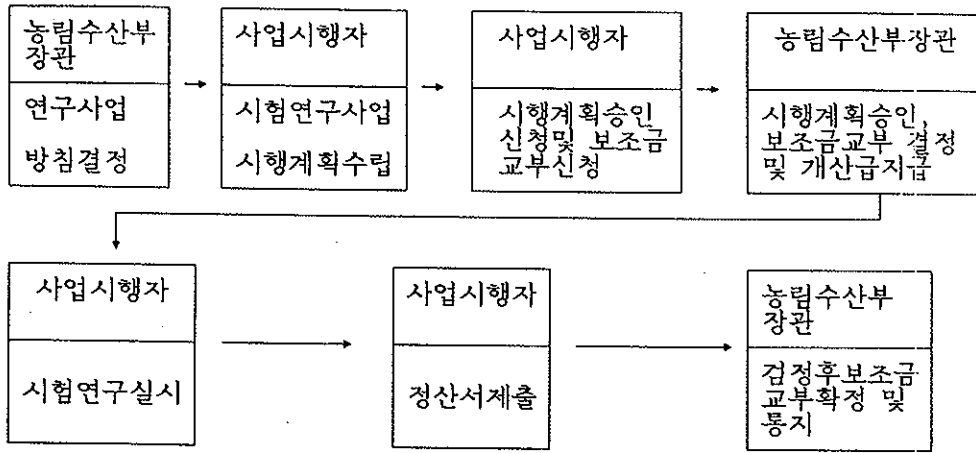 농림수산부
장관
연구사업
방침결정
사업시행자
시험연구사업
시행계획수립
사업시행자
시행계획승인
신청및 보조금
교부신청
농림수산부장관
시행계획승인,
보조금교부 결정
및 개산급지급
사업시행자
시험연구실시
사업시행자
정산서제출
농림수산부
장관
검정후보조금
교부확정 및
통지